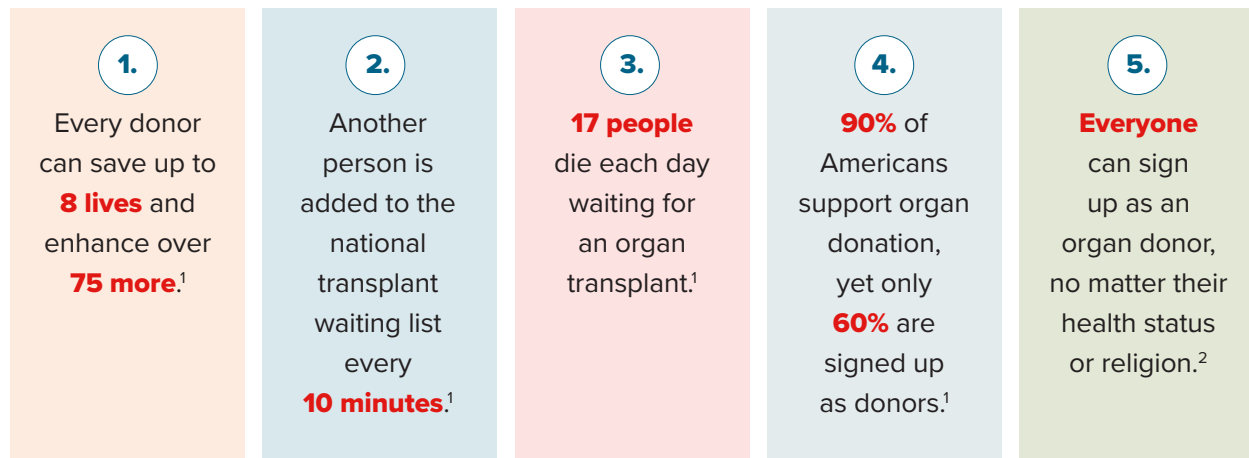 1.
Every donor
can save up to
8 lives and
enhance over
75 more.¹
2.
Another
person is
added to the
national
transplant
waiting list
every
10 minutes.¹
3.
17 people
die each day
waiting for
an organ
transplant.¹
4.
90% of
Americans
support organ
donation,
yet only
60% are
signed up
as donors.¹
5.
Everyone
can sign
up as an
organ donor,
no matter their
health status
or religion.²